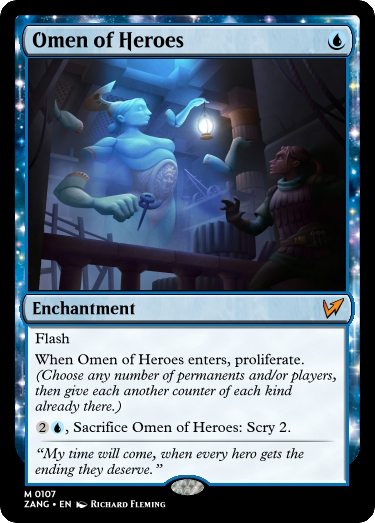 Omen of Heroes
Enchantment
Flash
When Omen of Heroes enters, proliferate.
(Choose any number of permanents and/or players,
then give each another counter of each kind
already there.)
2, Sacrifice Omen of Heroes: Scry 2.
“My time will come, when every hero gets the
ending they deserve.”
M 0107
ZANG • EN Richard Fleming